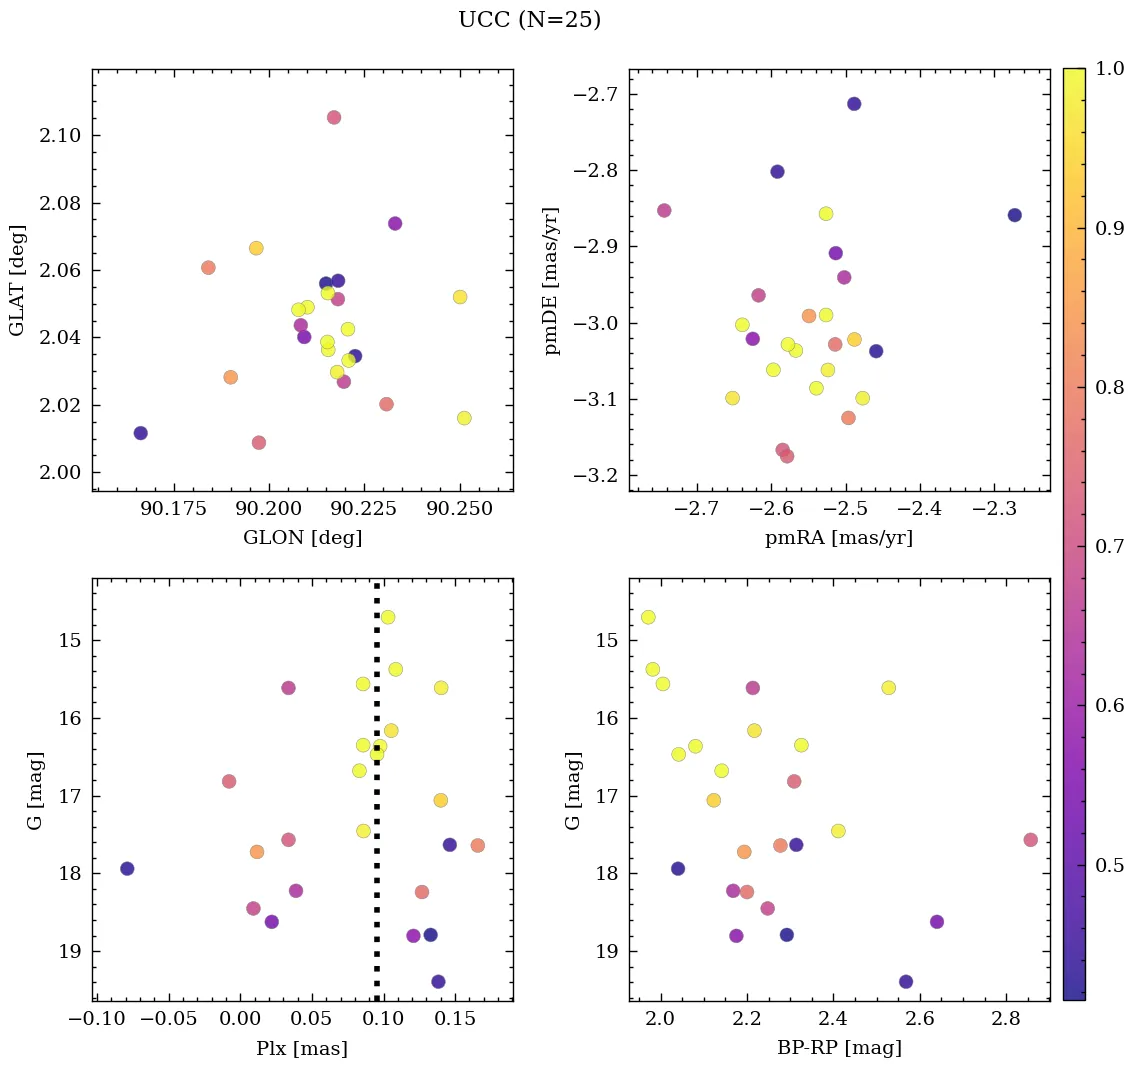 UCC (N=25)
2.10
2.08
2.06
2.04
2.02
2.00
GLAT [deg]
90.175 90.200 90.225 90.250
GLON [deg]
−2.7
−2.8
−2.9
−3.0
−3.1
−3.2
pmDE [mas/yr]
−2.7 −2.6 −2.5 −2.4 −2.3
pmRA [mas/yr]
15
16
17
18
19
G [mag]
−0.10 −0.05 0.00 0.05 0.10 0.15
Plx [mas]
15
16
17
18
19
G [mag]
2.0 2.2 2.4 2.6 2.8
BP-RP [mag]
1.0
0.9
0.8
0.7
0.6
0.5